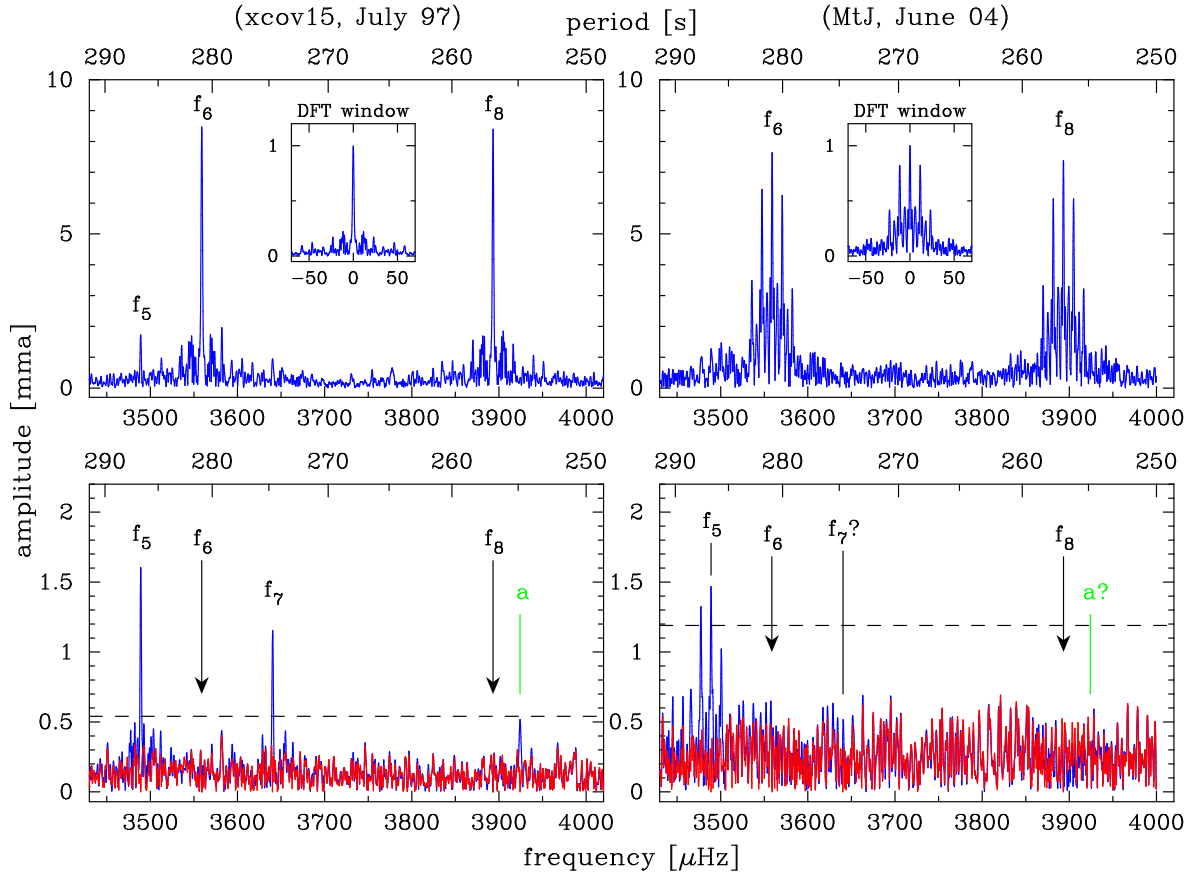 (xcov15, July 97)
period [s]
(MtJ, June 04)
290 280 270 260 250
290 280 270 260 250
10
5
0
f6
f8
f5
DFT window
1
0
−50 0 50
3500 3600 3700 3800 3900 4000
10
5
0
f6
f8
DFT window
1
0
−50 0 50
3500 3600 3700 3800 3900 4000
amplitude [mma]
290 280 270 260 250
2
1.5
1
0.5
0
f5
f6
f7
f8
a
3500 3600 3700 3800 3900 4000
290 280 270 260 250
2
1.5
1
0.5
0
f5
f6
f7?
f8
a?
3500 3600 3700 3800 3900 4000
frequency [μHz]